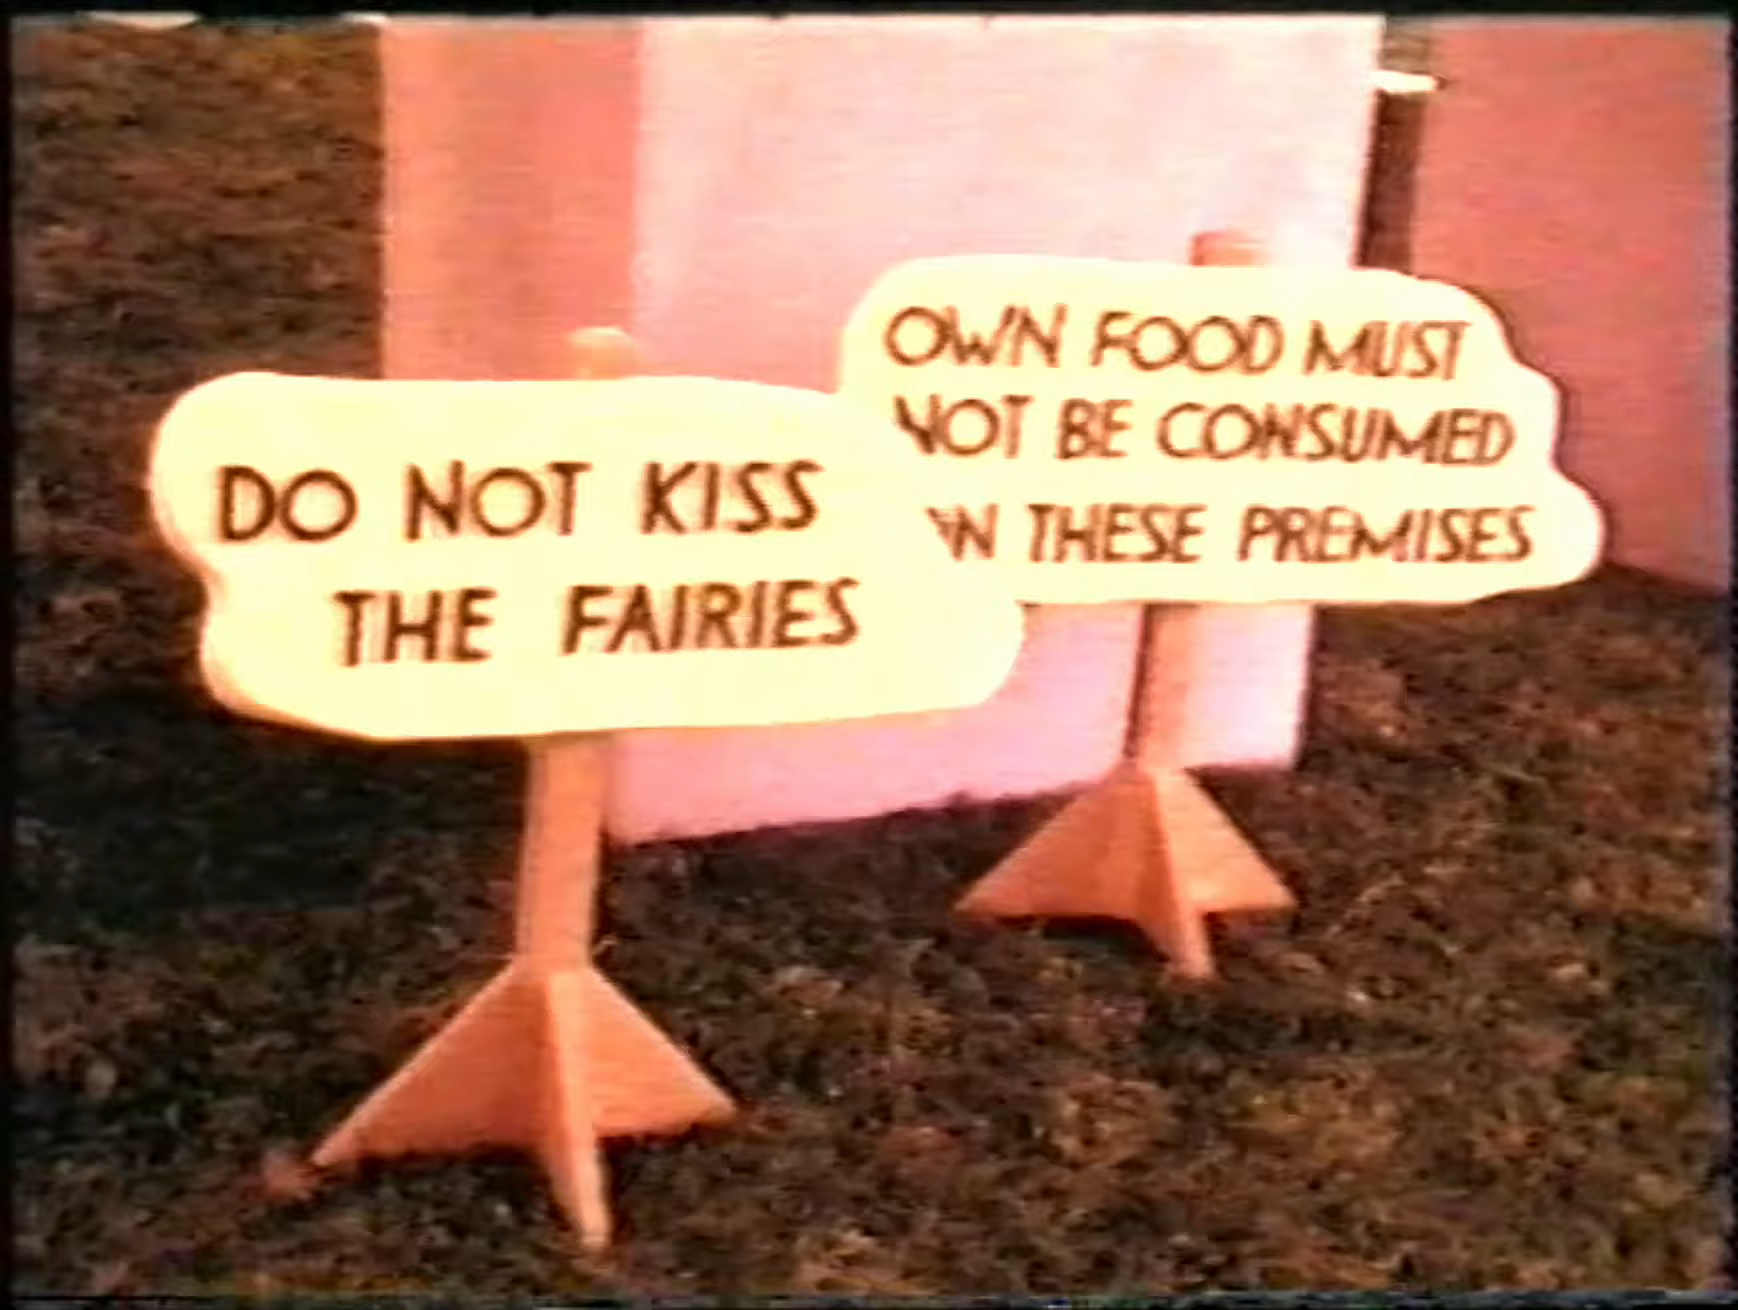 DO NOT KISS
THE FAIRIES
OWN FOOD MUST
NOT BE CONSUMED
THESE PREMISES